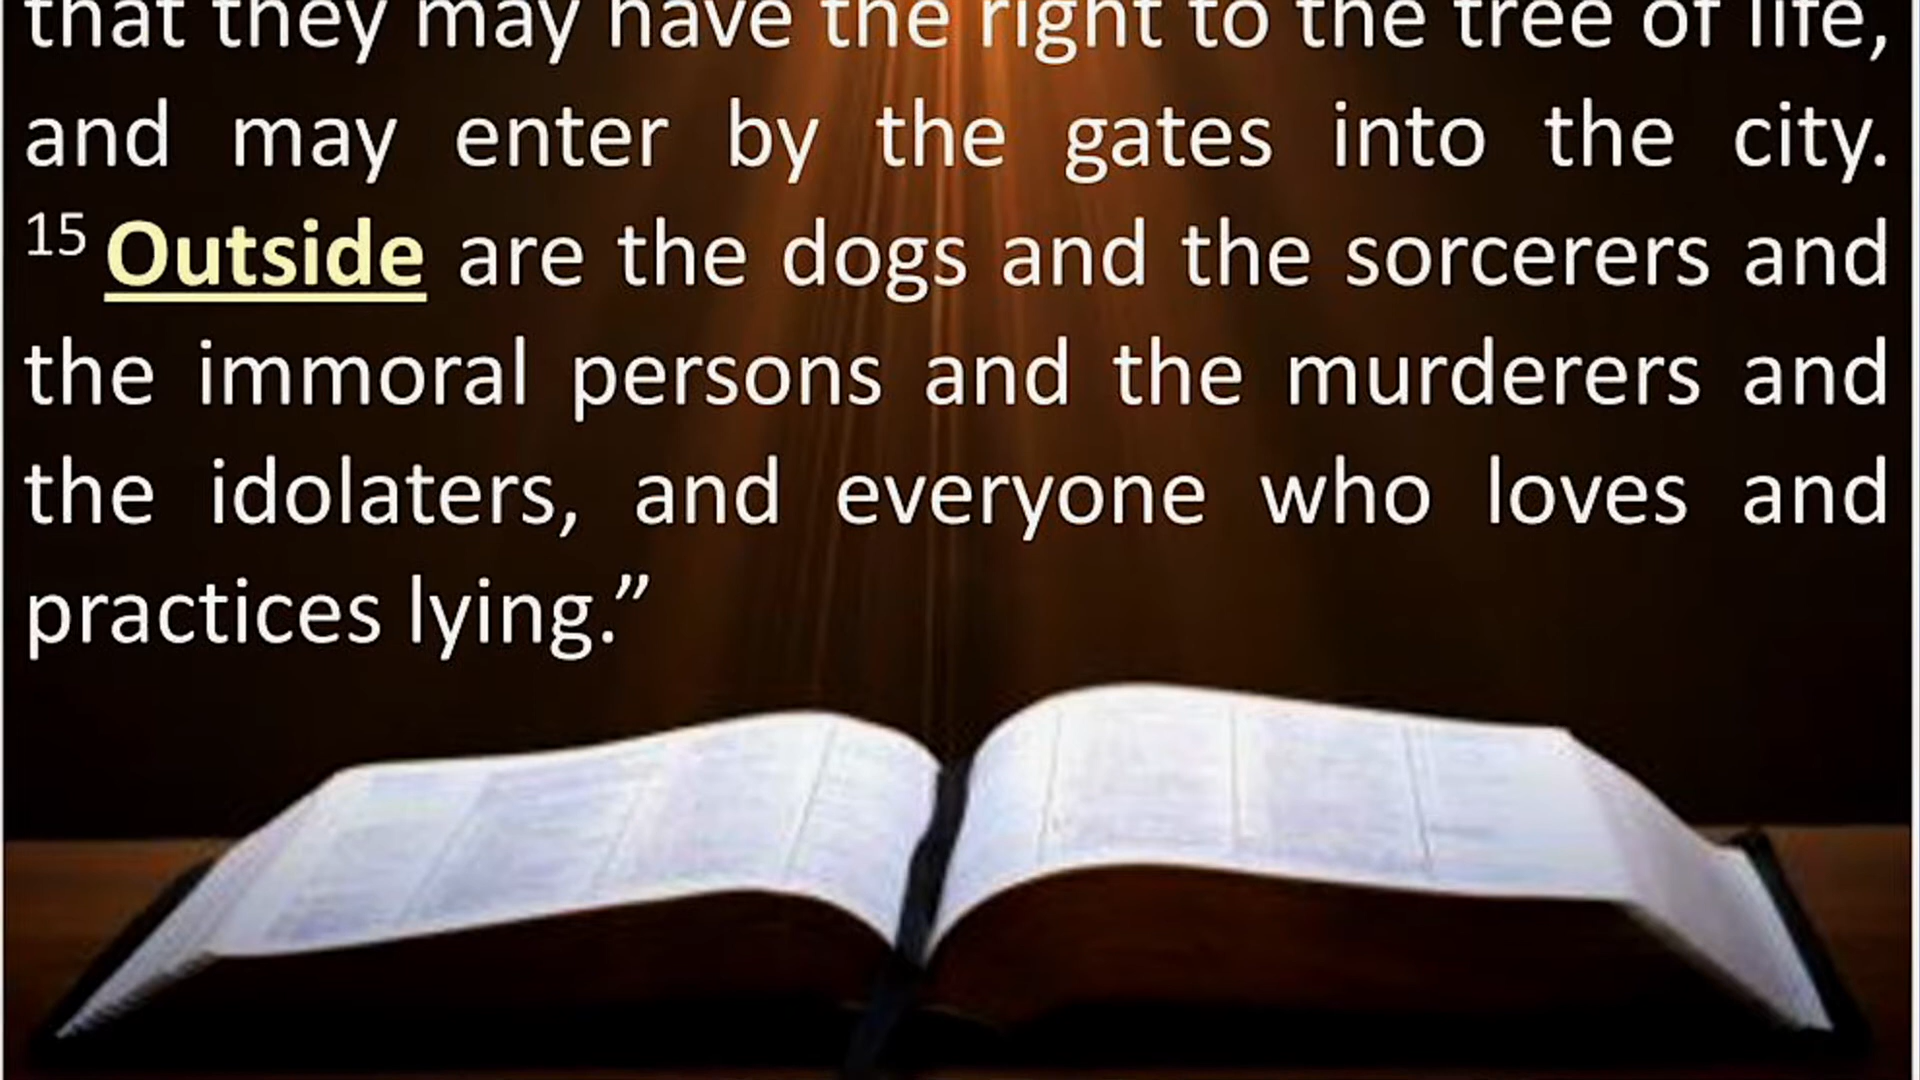 that they may have the right to the tree of life,
and may enter by the gates into the city.
15 Outside are the dogs and the sorcerers and
the immoral persons and the murderers and
the idolaters, and everyone who loves and
practices lying.”